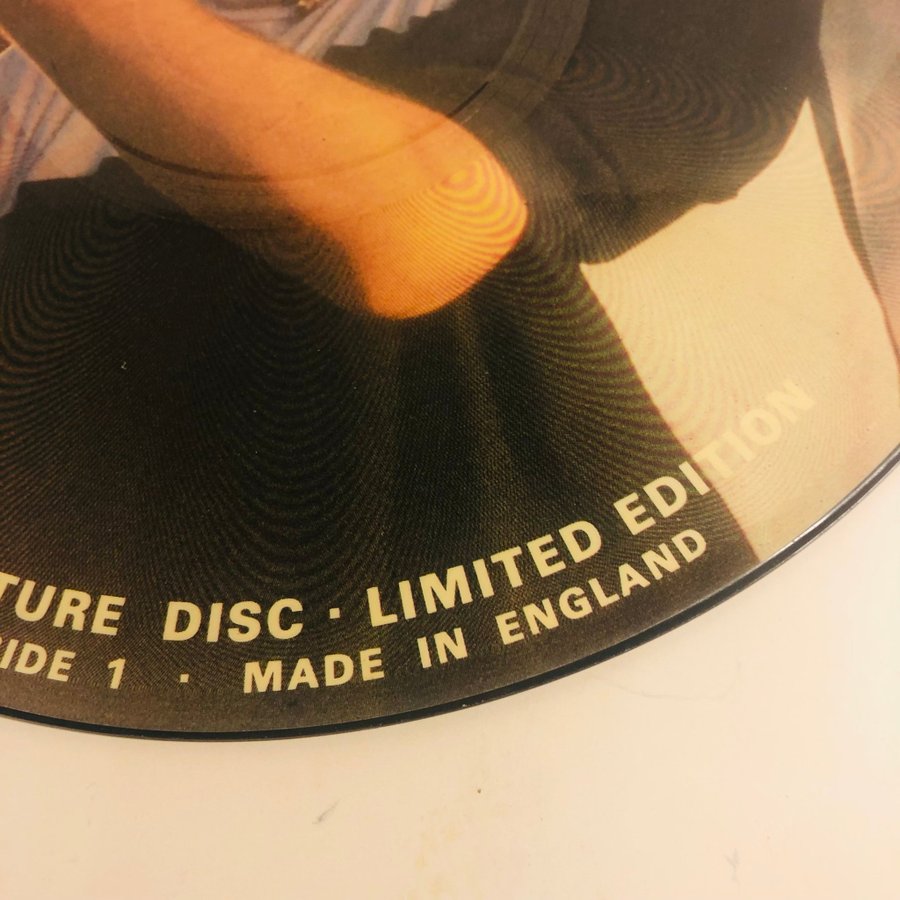 TURE DISC · LIMITED EDITION
IDE 1 · MADE IN ENGLAND